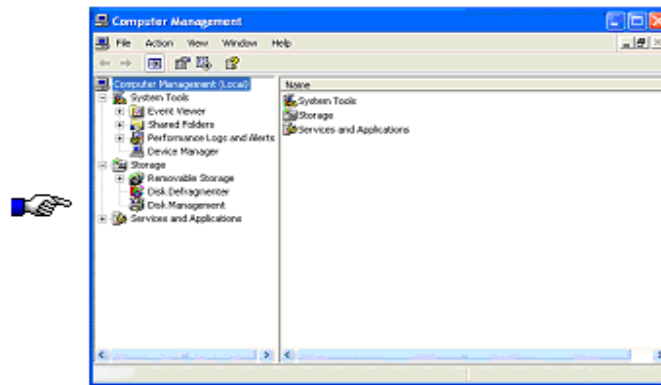 Computer Management
File Action View Window Help
Computer Management (Local)
System Tools
Event Viewer
Shared Folders
Performance Logs and Alerts
Device Manager
Storage
Removable Storage
Disk Defragmenter
Disk Management
Services and Applications
Name
System Tools
Storage
Services and Applications